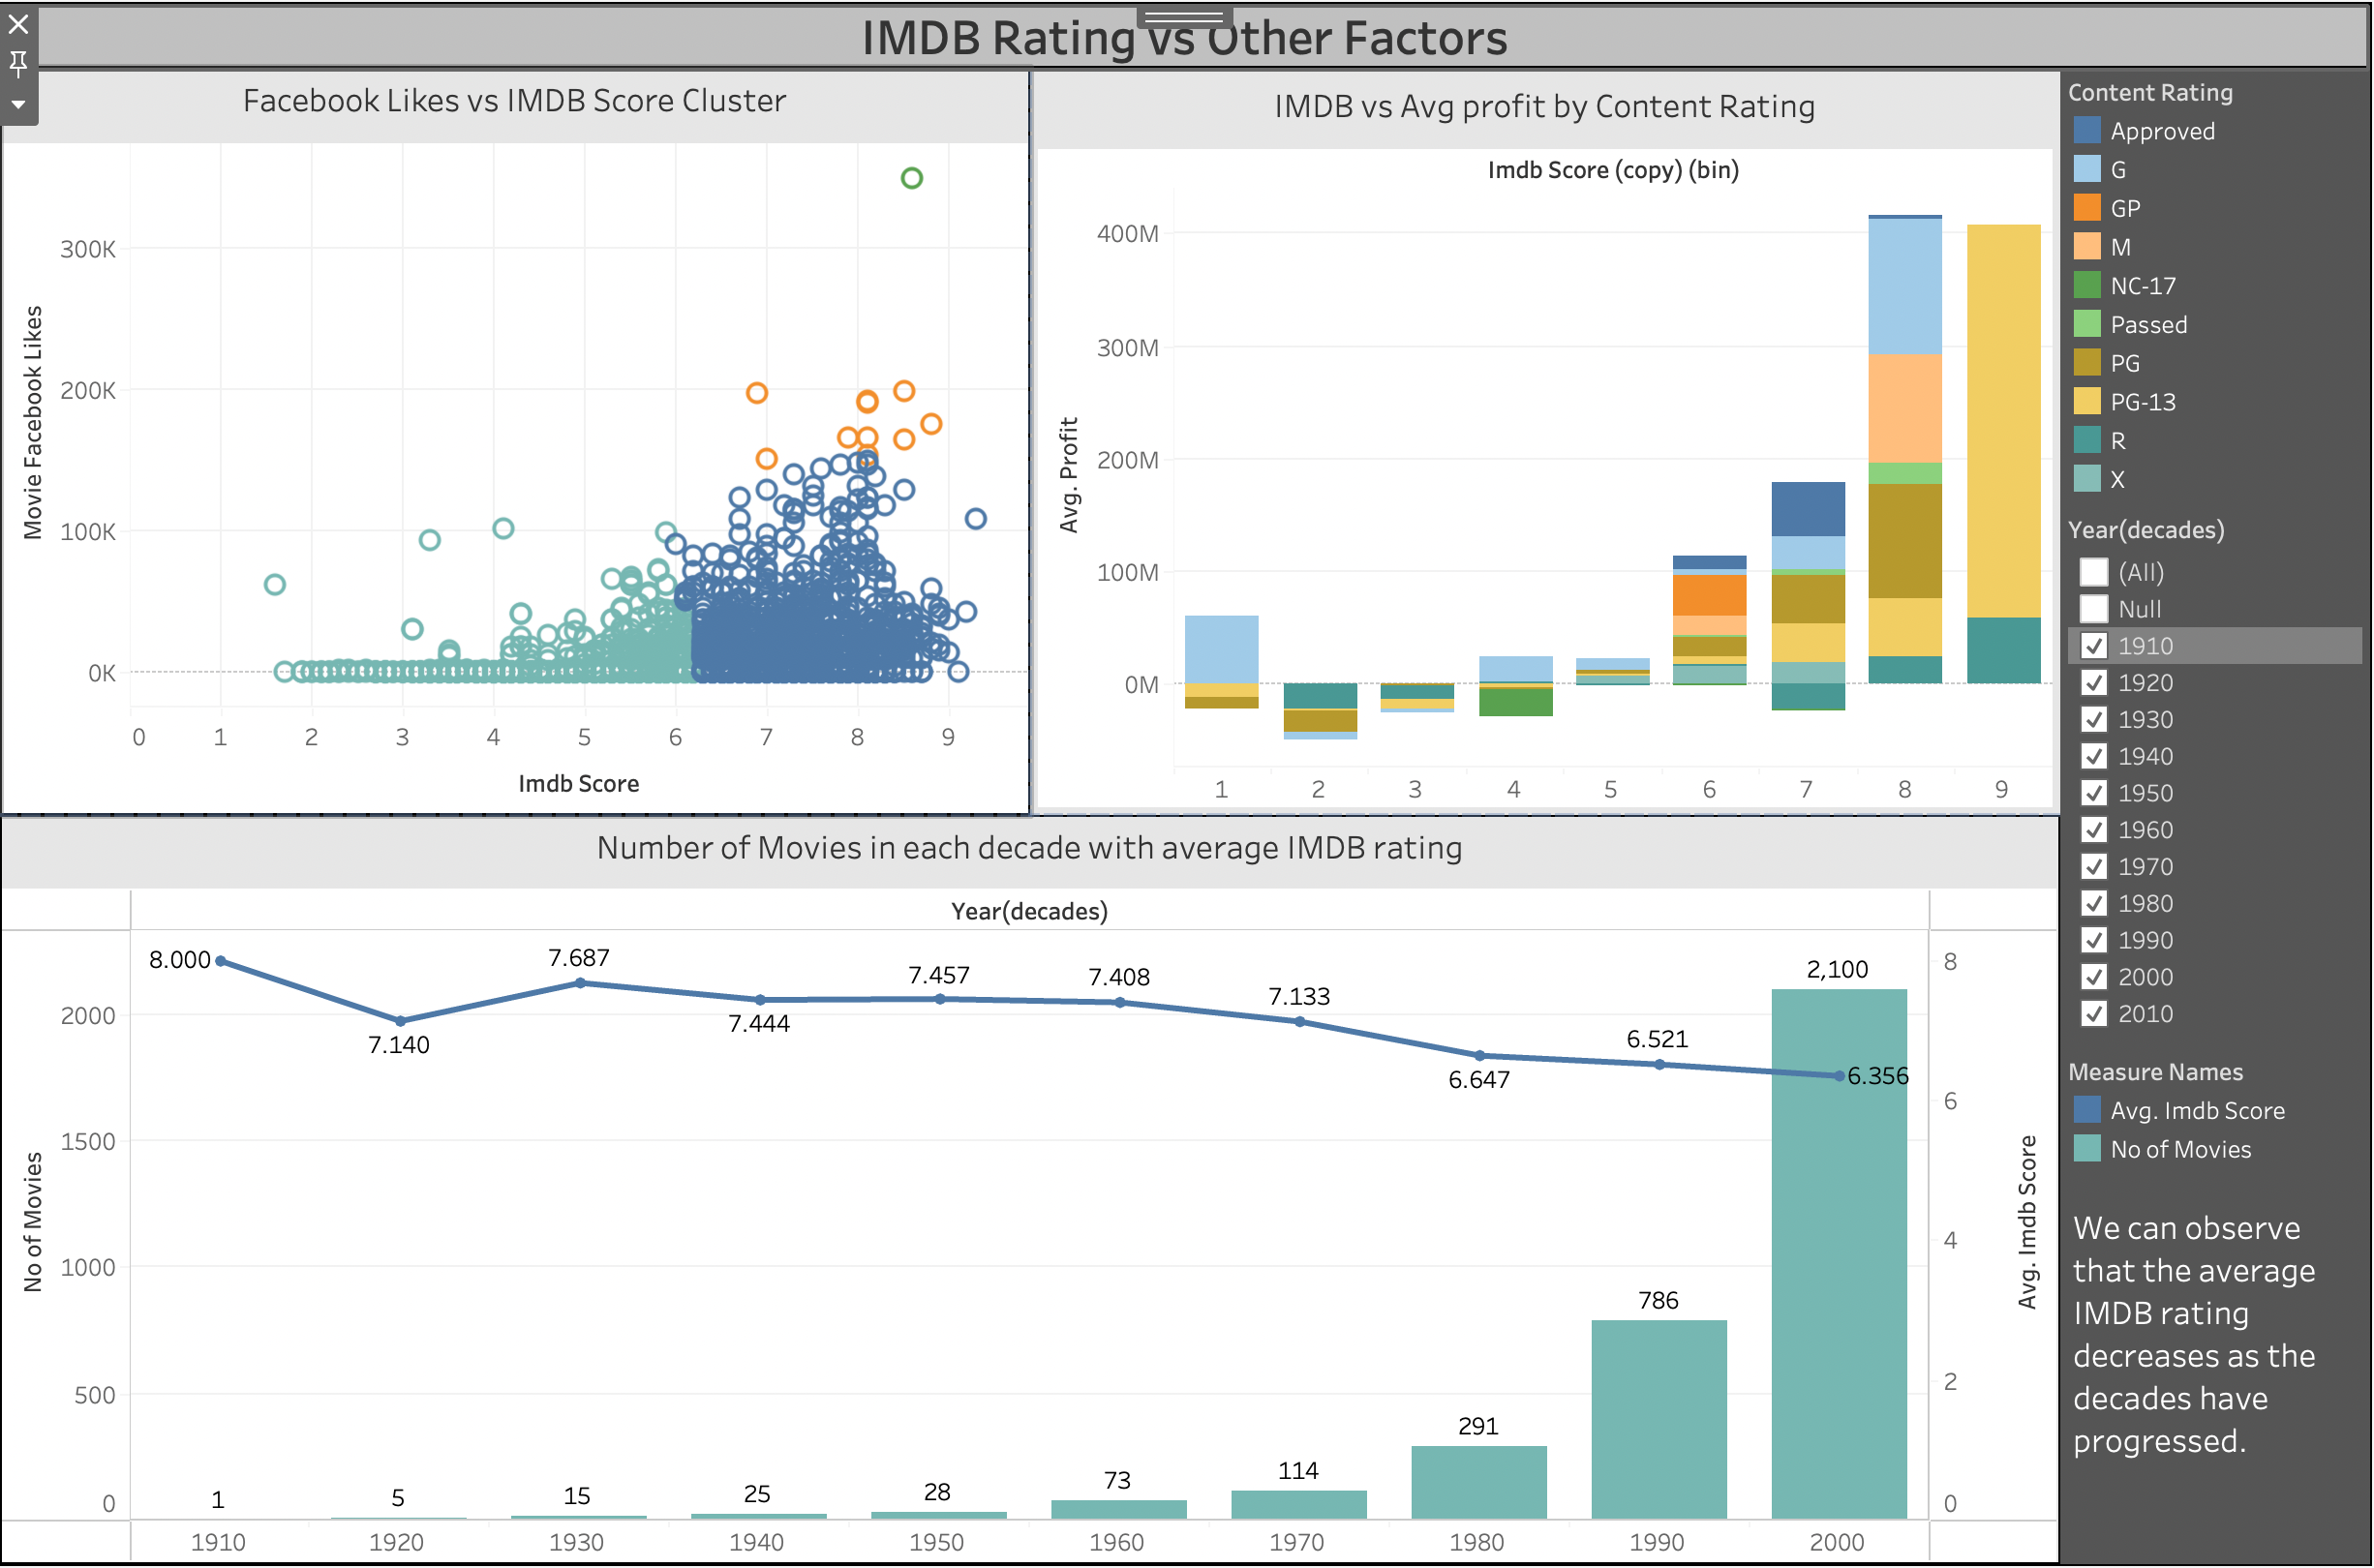 IMDB Rating vs Other Factors
Facebook Likes vs IMDB Score Cluster
Movie Facebook Likes
300K
200K
100K
0K
0 1 2 3 4 5 6 7 8 9
Imdb Score
IMDB vs Avg profit by Content Rating
Imdb Score (copy) (bin)
Avg. Profit
400M
300M
200M
100M
0M
1 2 3 4 5 6 7 8 9
Number of Movies in each decade with average IMDB rating
Year(decades)
No of Movies
2000
1500
1000
500
0
8.000 7.140 7.687 7.444 7.457 7.408 7.133 6.647 6.521 6.356
1 5 15 25 28 73 114 291 786 2,100
1910 1920 1930 1940 1950 1960 1970 1980 1990 2000
8
6
4
2
0
Avg. Imdb Score
Content Rating
Approved
G
GP
M
NC-17
Passed
PG
PG-13
R
X
Year(decades)
(All)
Null
1910
1920
1930
1940
1950
1960
1970
1980
1990
2000
2010
Measure Names
Avg. Imdb Score
No of Movies
We can observe
that the average
IMDB rating
decreases as the
decades have
progressed.